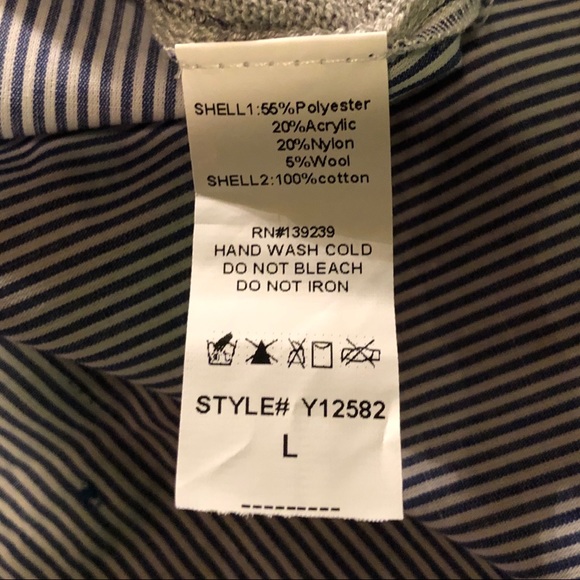 SHELL1:55%Polyester
20%Acrylic
20%Nylon
5%Wool
SHELL2:100%cotton
RN#139239
HAND WASH COLD
DO NOT BLEACH
DO NOT IRON
STYLE# Y12582
L